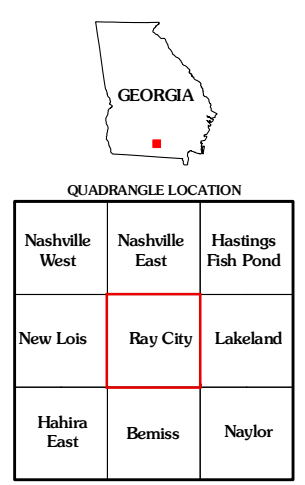 GEORGIA
QUADRANGLE LOCATION
Nashville West
Nashville East
Hastings Fish Pond
New Lois
Ray City
Lakeland
Hahira East
Bemiss
Naylor